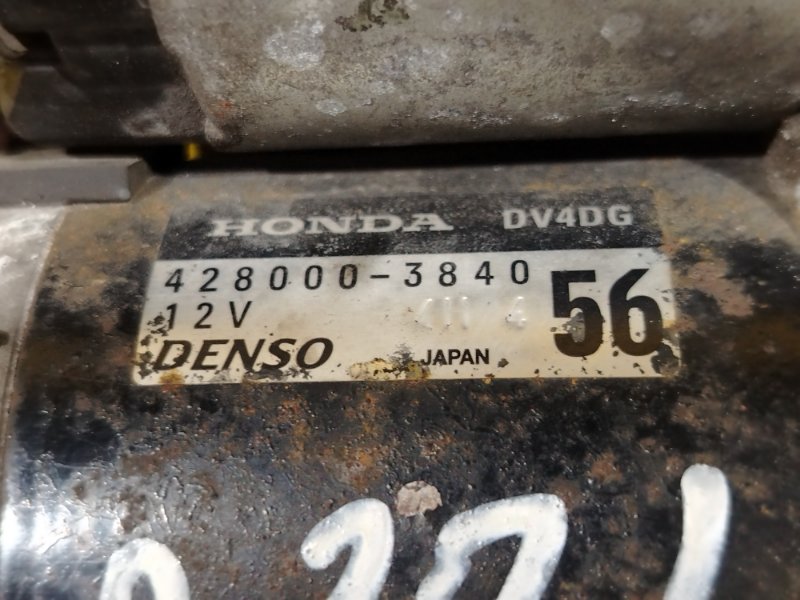 HONDA DV4DG
428000-3840
12V 56
DENSO JAPAN